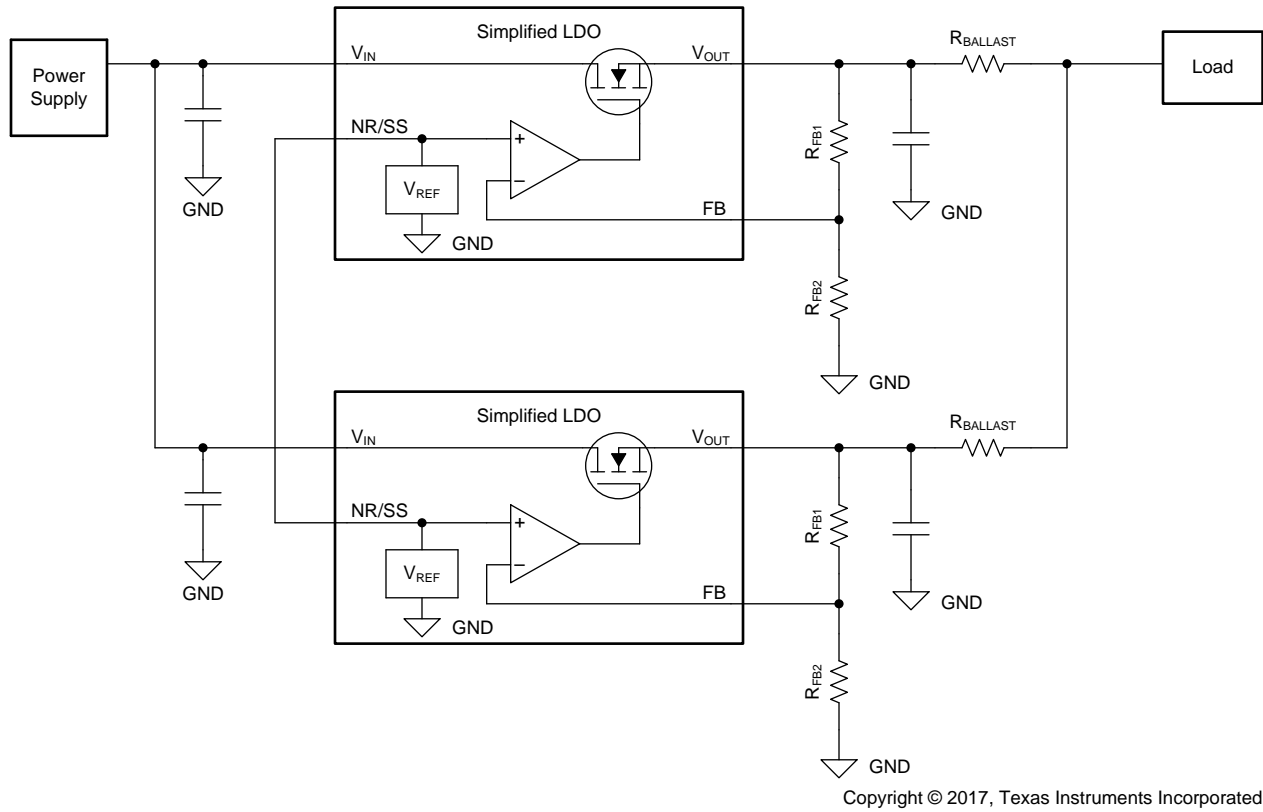 Simplified LDO
Power
Supply
V_IN
V_OUT
R_BALLAST
Load
NR/SS
+
R_FB1
V_REF
−
GND
FB
GND
GND
R_FB2
GND
Simplified LDO
V_IN
V_OUT
R_BALLAST
NR/SS
+
R_FB1
V_REF
−
GND
FB
GND
GND
R_FB2
GND
Copyright © 2017, Texas Instruments Incorporated